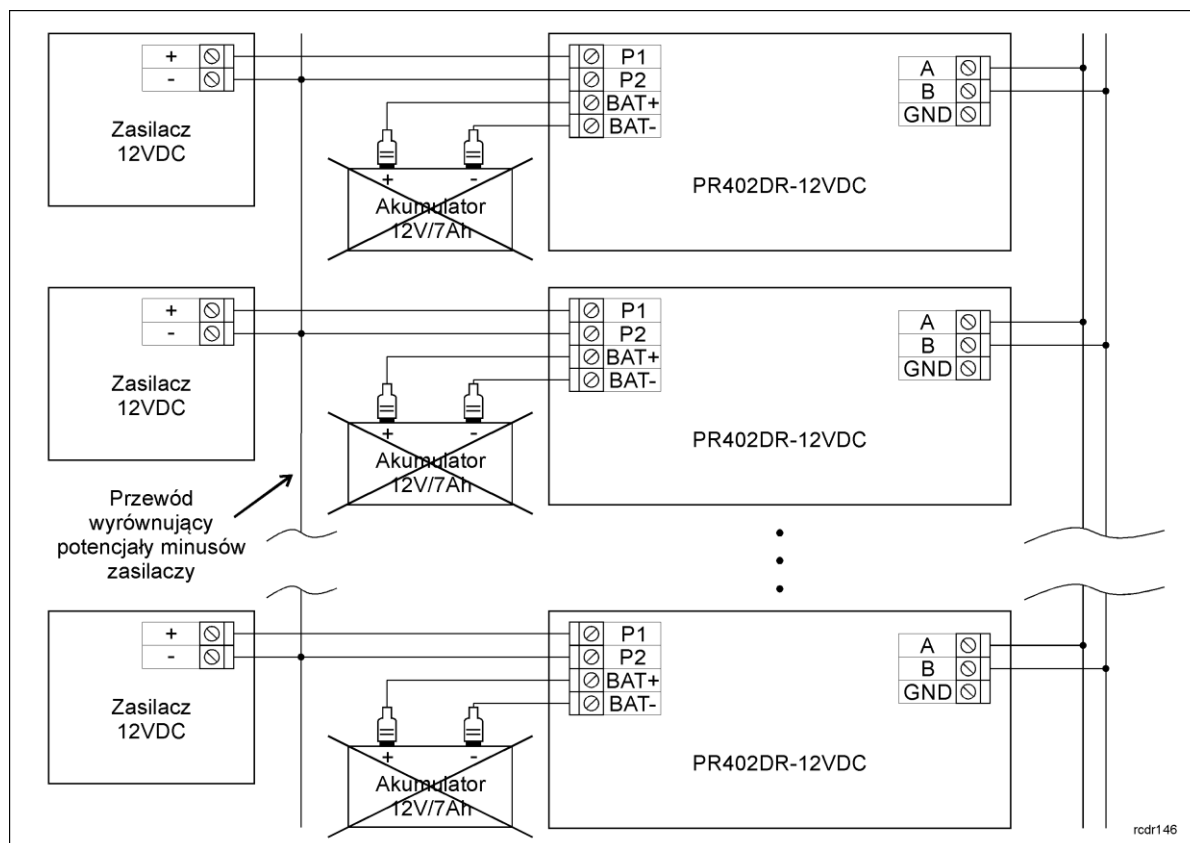 +
-
Zasilacz
12VDC
P1
P2
BAT+
BAT-
+ -
Akumulator
12V/7Ah
A
B
GND
PR402DR-12VDC
+
-
Zasilacz
12VDC
P1
P2
BAT+
BAT-
+ -
Akumulator
12V/7Ah
A
B
GND
PR402DR-12VDC
Przewód
wyrównujący
potencjały minusów
zasilaczy
+
-
Zasilacz
12VDC
P1
P2
BAT+
BAT-
+ -
Akumulator
12V/7Ah
A
B
GND
PR402DR-12VDC
rcdr146